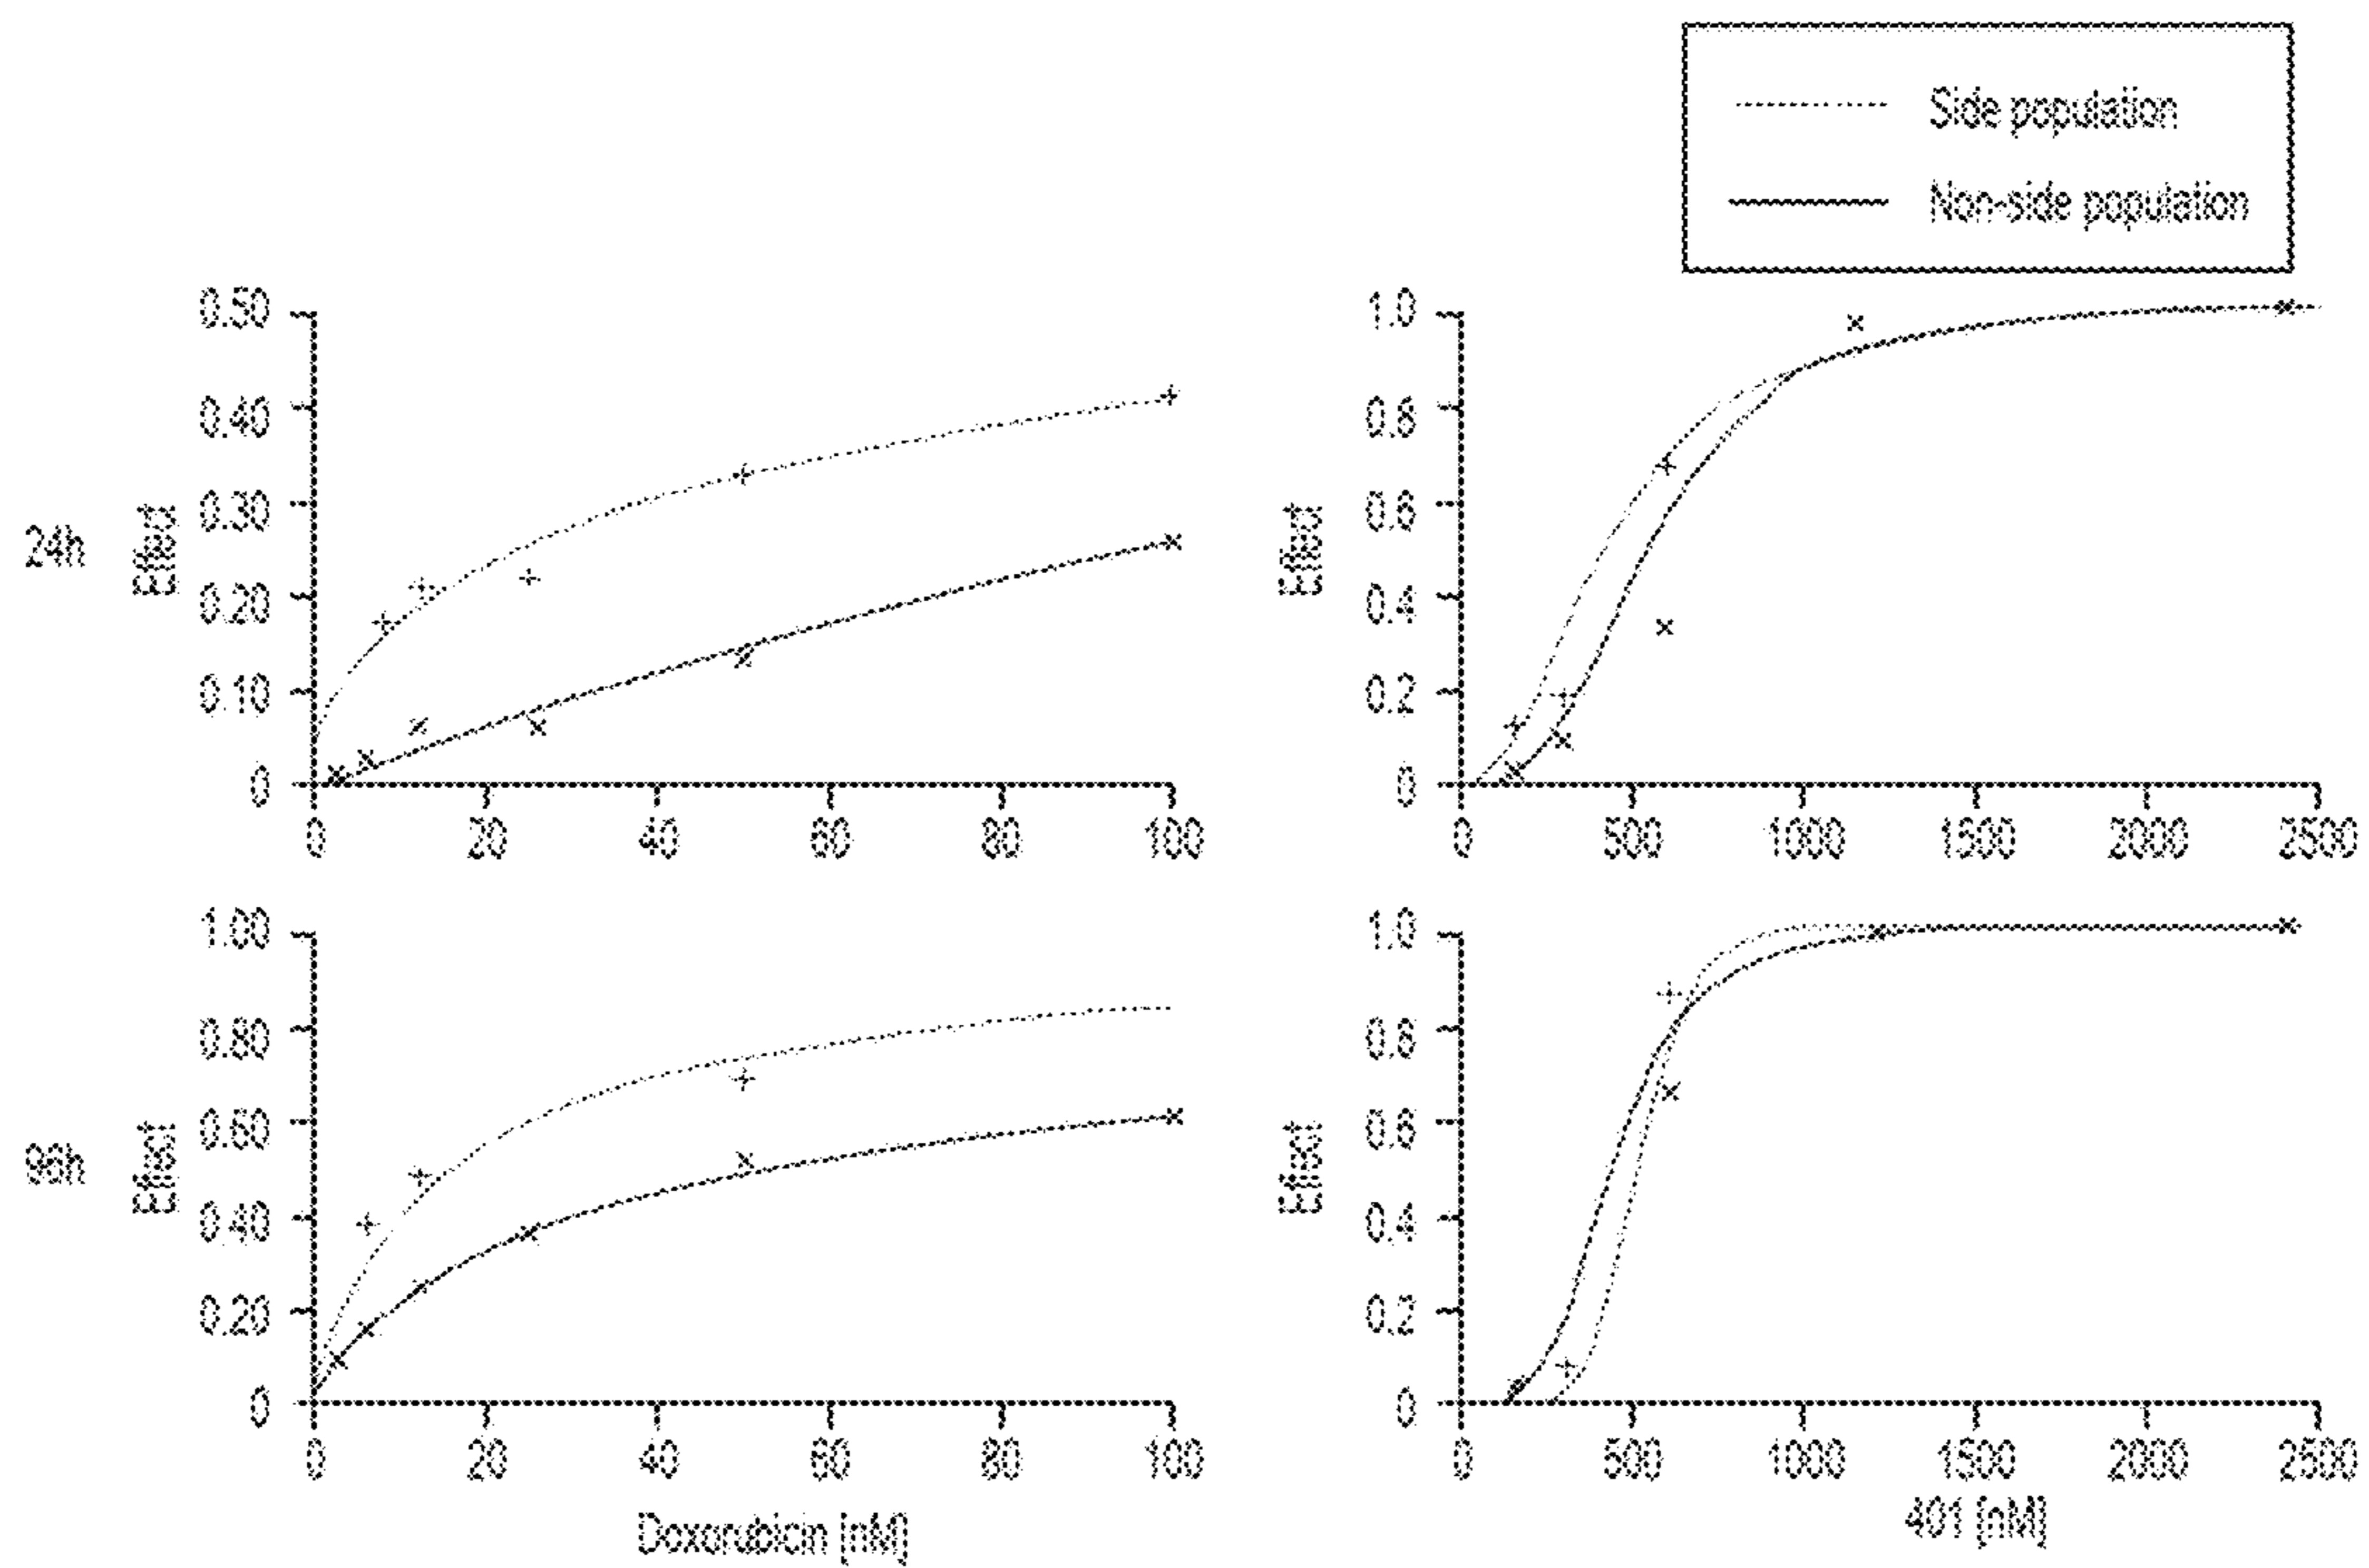 Side population
Non-side population
24h
Effect
0.50
0.40
0.30
0.20
0.10
0
0 20 40 60 80 100
Effect
1.0
0.8
0.6
0.4
0.2
0
0 500 1000 1500 2000 2500
96h
Effect
1.00
0.80
0.60
0.40
0.20
0
0 20 40 60 80 100
Doxorubicin [nM]
Effect
1.0
0.8
0.6
0.4
0.2
0
0 500 1000 1500 2000 2500
401 [nM]